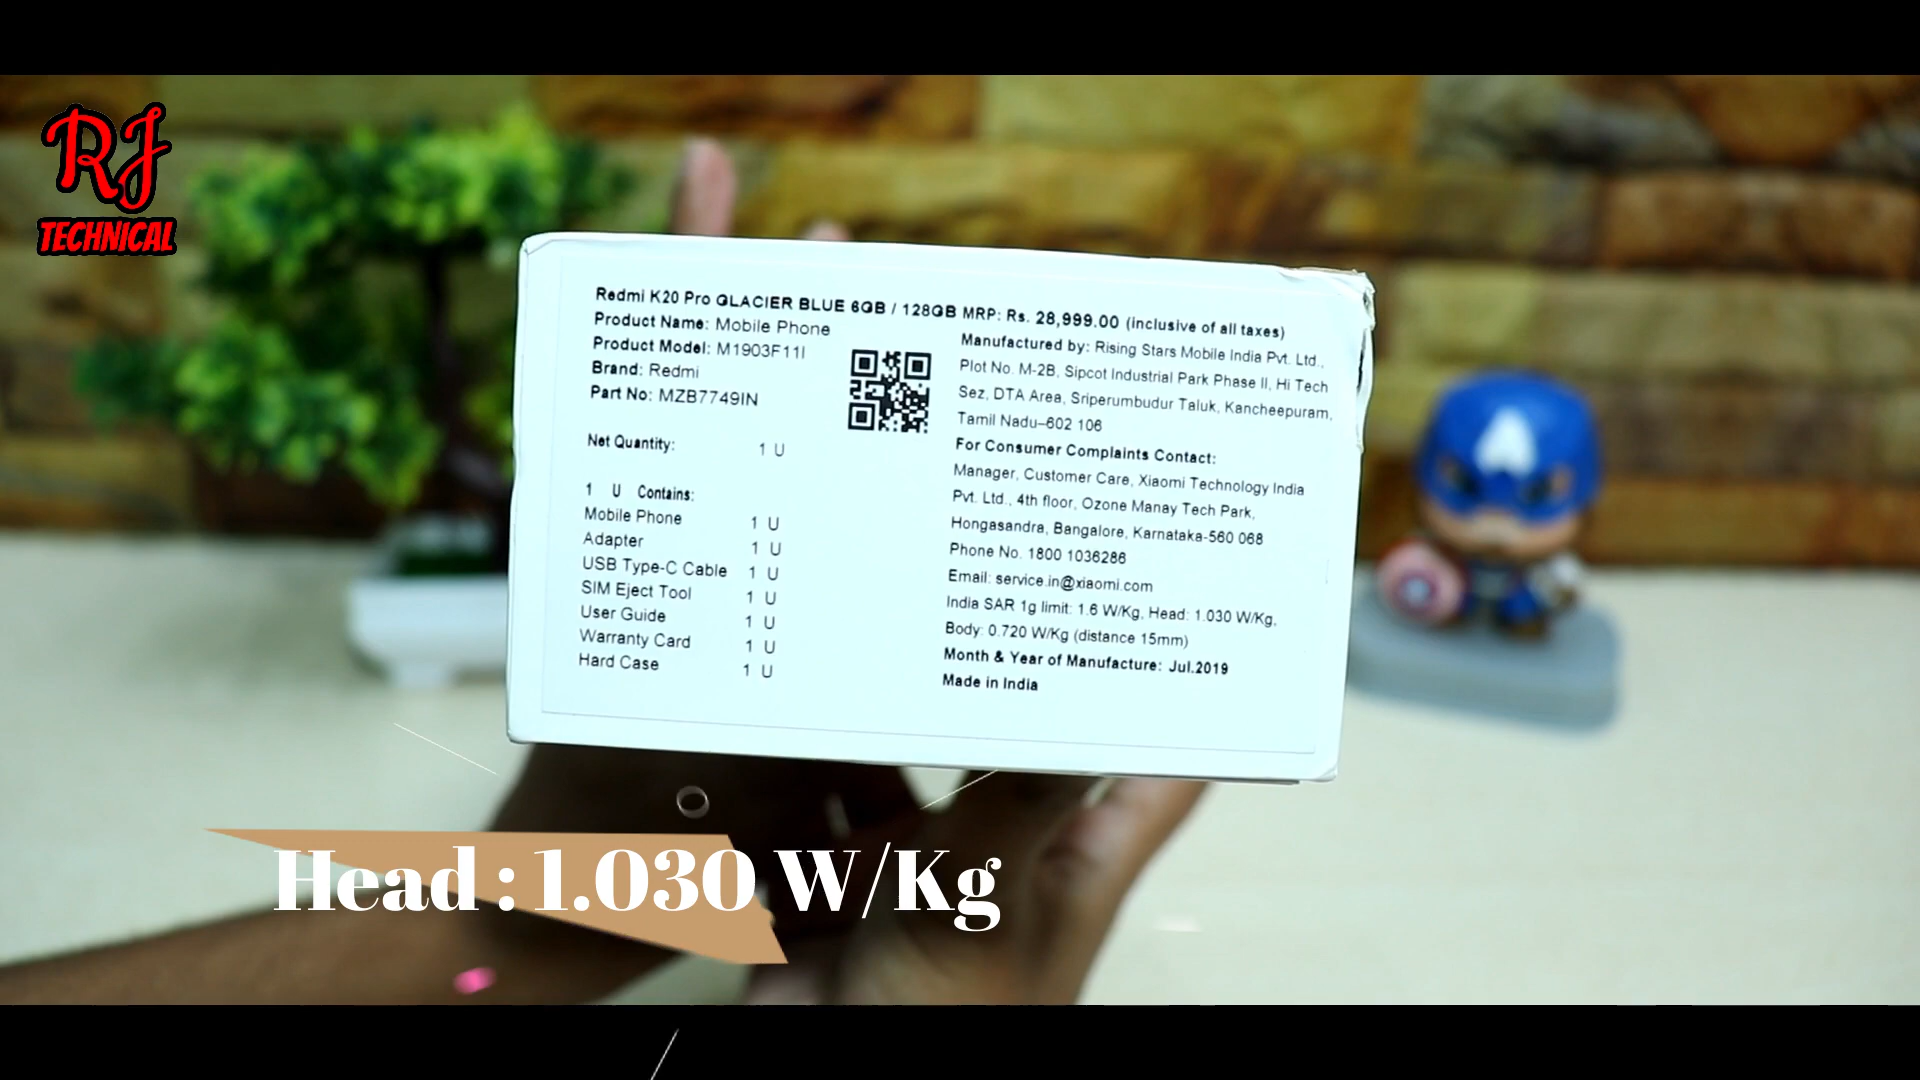 RJ
TECHNICAL
Redmi K20 Pro GLACIER BLUE 6GB / 128GB MRP: Rs. 28,999.00 (inclusive of all taxes)
Product Name: Mobile Phone
Product Model: M1903F11I
Brand: Redmi
Part No: MZB7749IN
Net Quantity: 1 U
1 U Contains:
Mobile Phone 1 U
Adapter 1 U
USB Type-C Cable 1 U
SIM Eject Tool 1 U
User Guide 1 U
Warranty Card 1 U
Hard Case 1 U
Manufactured by: Rising Stars Mobile India Pvt. Ltd.,
Plot No. M-2B, Sipcot Industrial Park Phase II, Hi Tech
Sez, DTA Area, Sriperumbudur Taluk, Kancheepuram,
Tamil Nadu–602 106
For Consumer Complaints Contact:
Manager, Customer Care, Xiaomi Technology India
Pvt. Ltd., 4th floor, Ozone Manay Tech Park,
Hongasandra, Bangalore, Karnataka-560 068
Phone No. 1800 1036286
Email: service.in@xiaomi.com
India SAR 1g limit: 1.6 W/Kg, Head: 1.030 W/Kg,
Body: 0.720 W/Kg (distance 15mm)
Month & Year of Manufacture: Jul.2019
Made in India
Head : 1.030 W/Kg